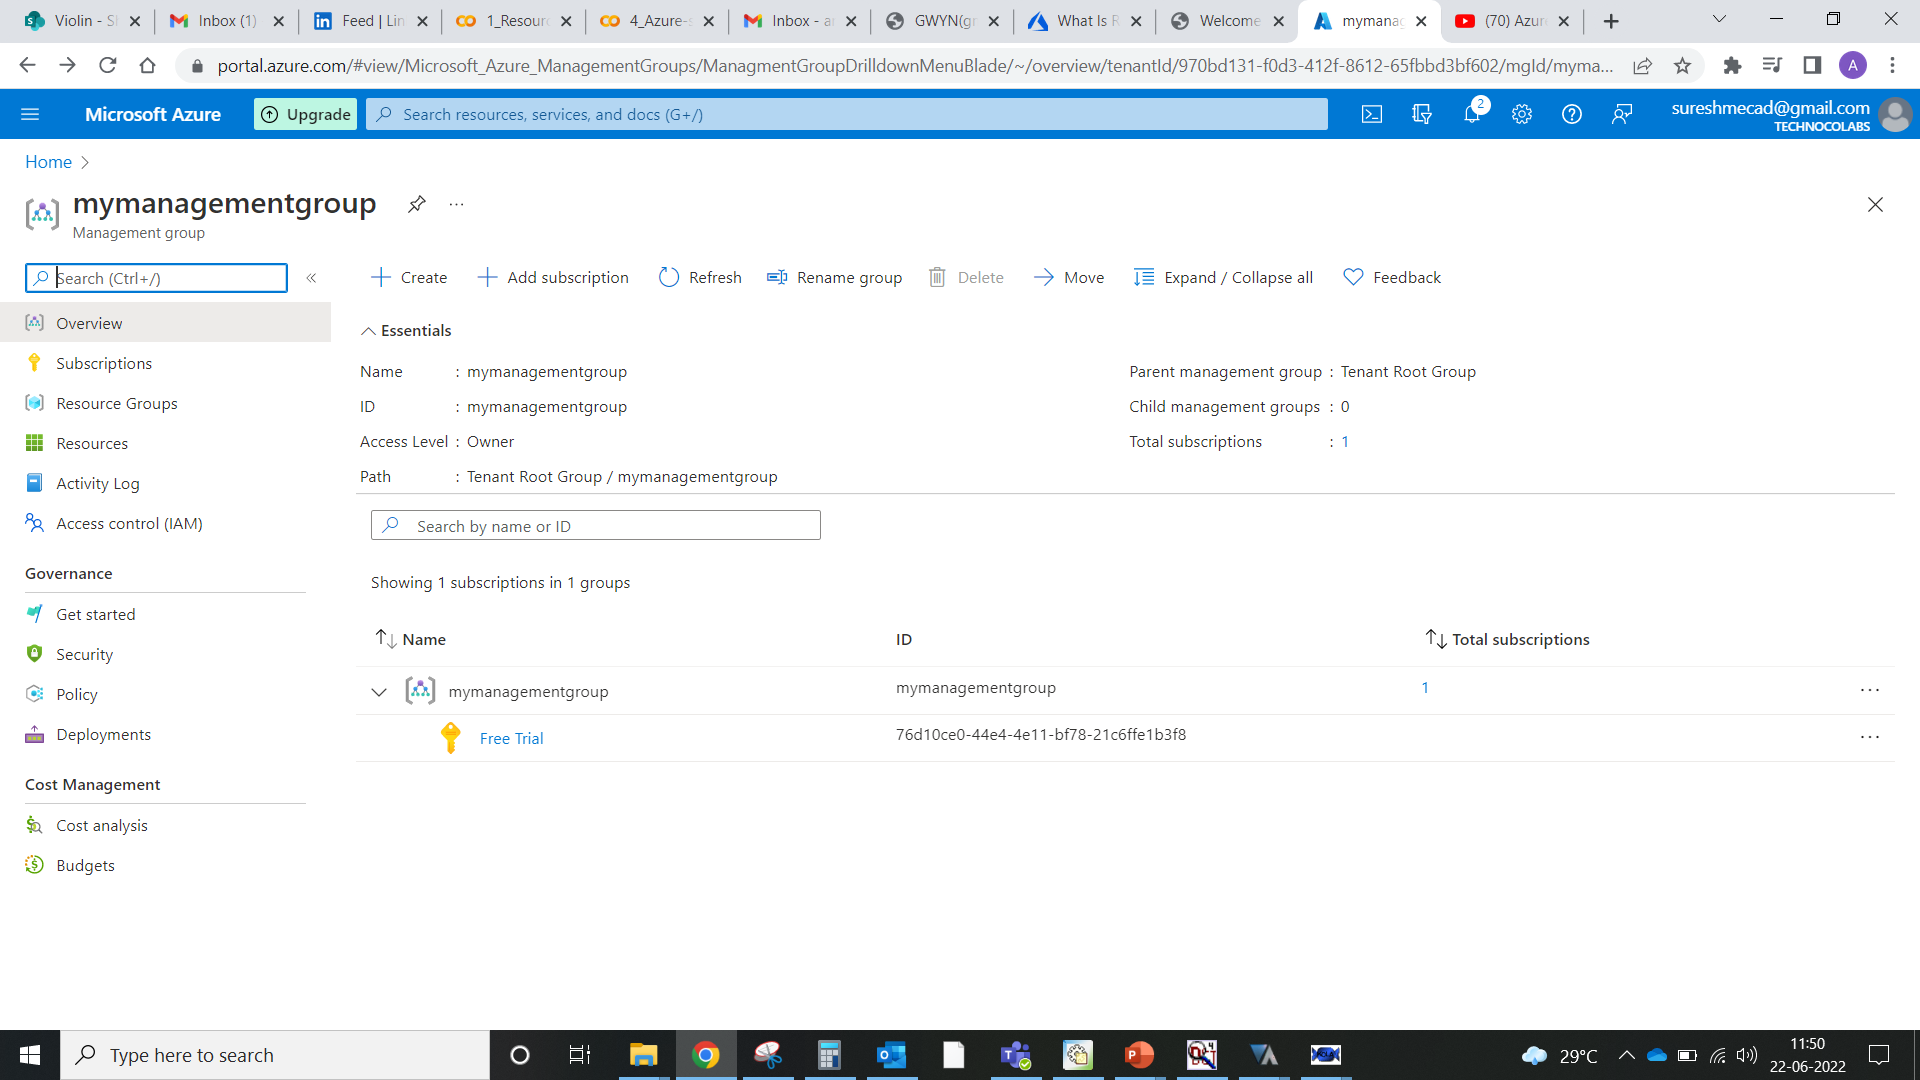 Violin - S
Inbox (1)
Feed | Lin
1_Resour
4_Azure-s
Inbox - a
GWYN(g
What Is R
Welcome
mymanag
(70) Azur
portal.azure.com/#view/Microsoft_Azure_ManagementGroups/ManagmentGroupDrilldownMenuBlade/~/overview/tenantId/970bd131-f0d3-412f-8612-65fbbd3bf602/mgId/myma...
A
Microsoft Azure
Upgrade
Search resources, services, and docs (G+/)
2
sureshmecad@gmail.com
TECHNOCOLABS
Home
mymanagementgroup
...
Management group
Search (Ctrl+/)
«
Create
Add subscription
Refresh
Rename group
Delete
Move
Expand / Collapse all
Feedback
Overview
Subscriptions
Resource Groups
Resources
Activity Log
Access control (IAM)
Governance
Get started
Security
Policy
Deployments
Cost Management
Cost analysis
Budgets
Essentials
Name : mymanagementgroup
ID : mymanagementgroup
Access Level : Owner
Path : Tenant Root Group / mymanagementgroup
Parent management group : Tenant Root Group
Child management groups : 0
Total subscriptions : 1
Search by name or ID
Showing 1 subscriptions in 1 groups
Name ID Total subscriptions
mymanagementgroup mymanagementgroup 1 ...
Free Trial 76d10ce0-44e4-4e11-bf78-21c6ffe1b3f8 ...
Type here to search
29°C
11:50
22-06-2022